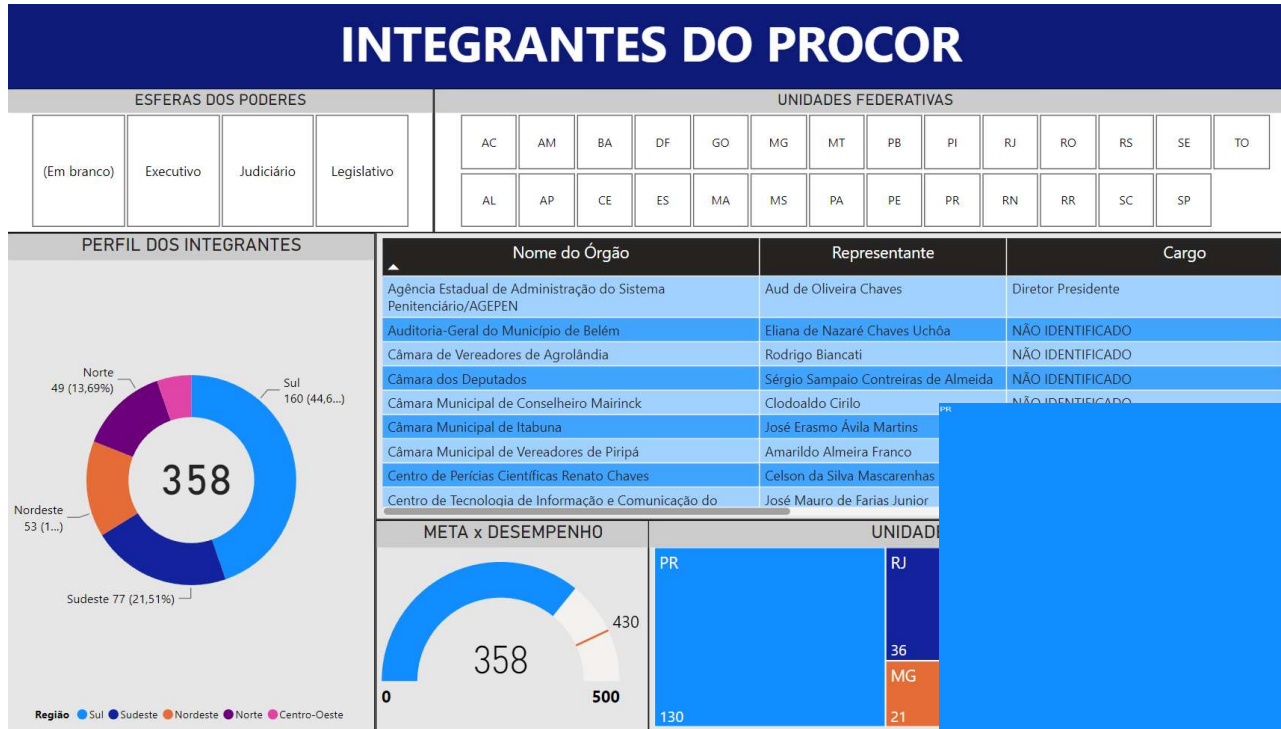 INTEGRANTES DO PROCOR
ESFERAS DOS PODERES
(Em branco)
Executivo
Judiciário
Legislativo
UNIDADES FEDERATIVAS
AC AM BA DF GO MG MT PB PI RJ RO RS SE TO
AL AP CE ES MA MS PA PE PR RN RR SC SP
PERFIL DOS INTEGRANTES
Norte
49 (13,69%)
Sul
160 (44,6...)
358
Nordeste
53 (1...)
Sudeste 77 (21,51%)
Região Sul Sudeste Nordeste Norte Centro-Oeste
Nome do Órgão Representante Cargo
Agência Estadual de Administração do Sistema
Penitenciário/AGEPEN
Aud de Oliveira Chaves Diretor Presidente
Auditoria-Geral do Município de Belém Eliana de Nazaré Chaves Uchôa NÃO IDENTIFICADO
Câmara de Vereadores de Agrolândia Rodrigo Biancati NÃO IDENTIFICADO
Câmara dos Deputados Sérgio Sampaio Contreiras de Almeida NÃO IDENTIFICADO
Câmara Municipal de Conselheiro Mairinck Clodoaldo Cirilo NÃO IDENTIFICADO
Câmara Municipal de Itabuna José Erasmo Ávila Martins
Câmara Municipal de Vereadores de Piripá Amarildo Almeira Franco
Centro de Perícias Científicas Renato Chaves Celson da Silva Mascarenhas
Centro de Tecnologia de Informação e Comunicação do José Mauro de Farias Junior
PR
META x DESEMPENHO
430
358
0
500
UNIDADE
PR
130
RJ
36
MG
21